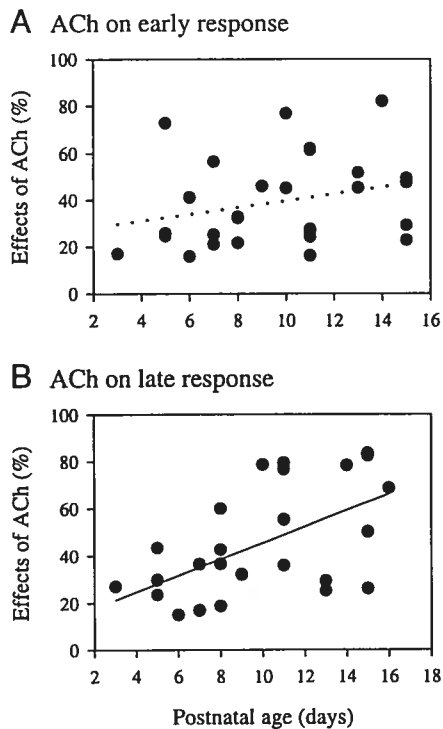 A ACh on early response
100
80
60
40
20
0
Effects of ACh (%)
2 4 6 8 10 12 14 16
B ACh on late response
100
80
60
40
20
0
Effects of ACh (%)
2 4 6 8 10 12 14 16 18
Postnatal age (days)